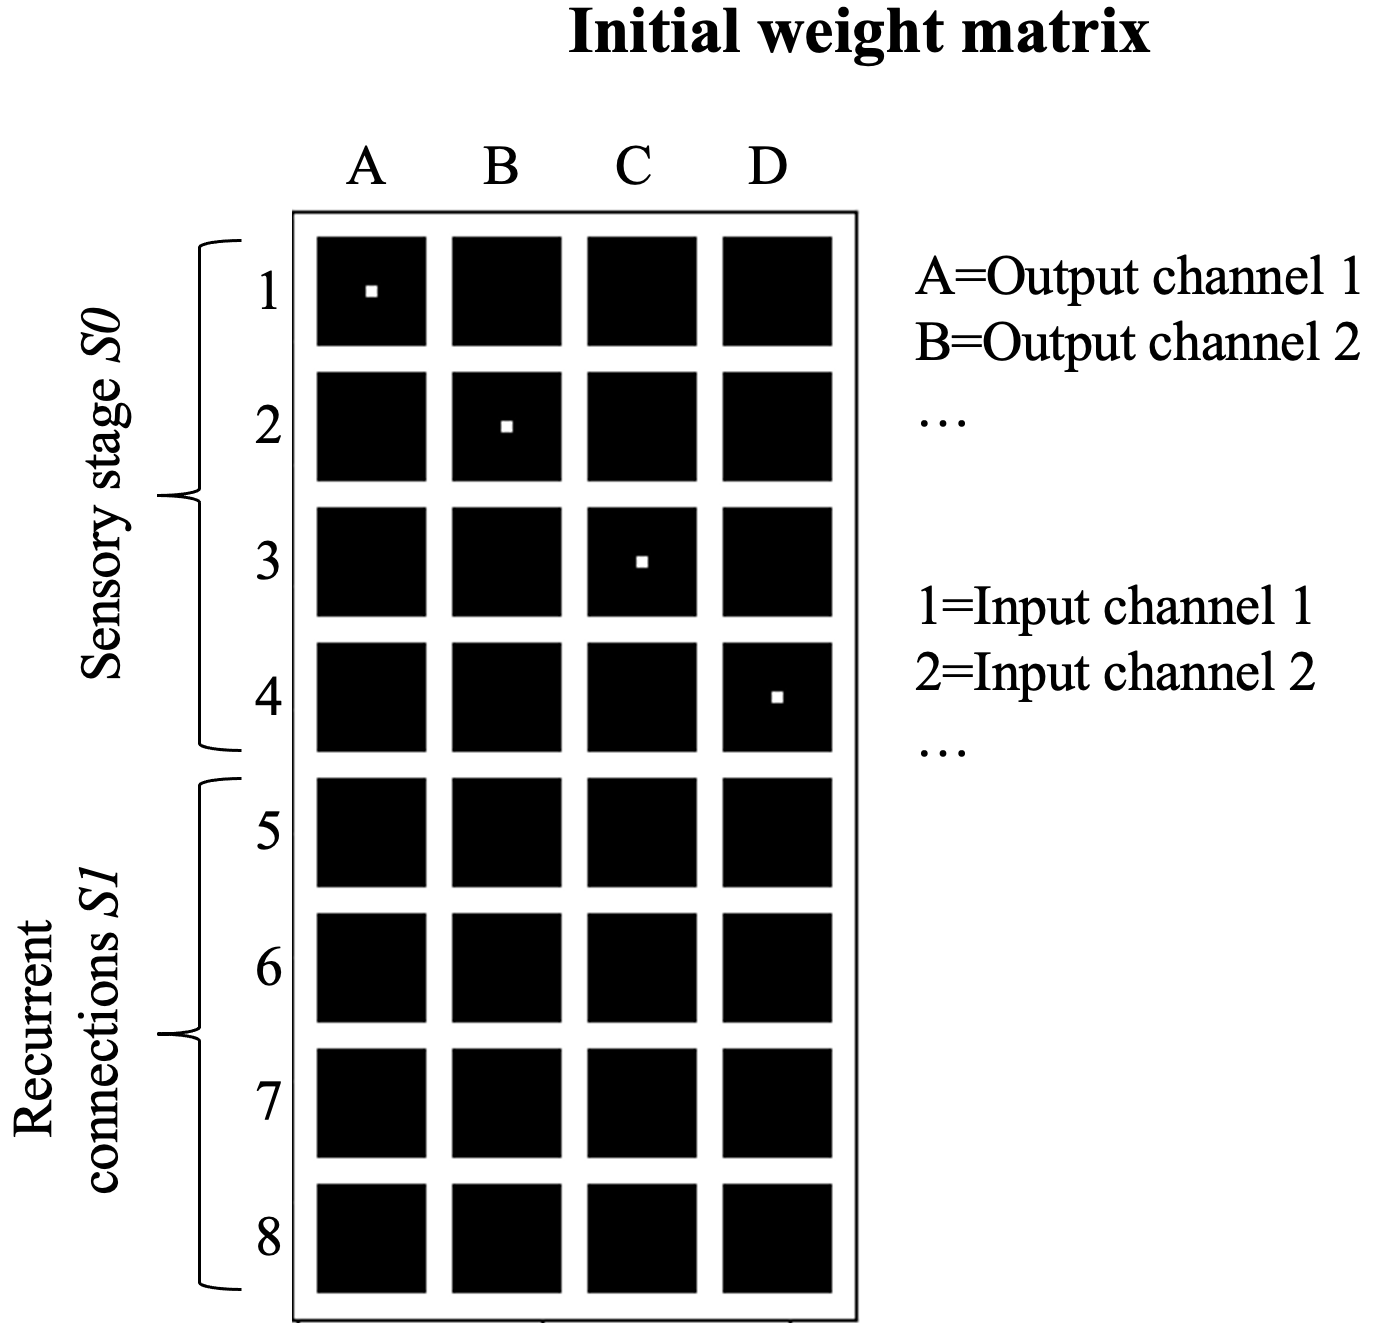 Initial weight matrix
A B C D
Sensory stage S0
1
2
3
4
Recurrent
connections S1
5
6
7
8
A=Output channel 1
B=Output channel 2
…
1=Input channel 1
2=Input channel 2
…